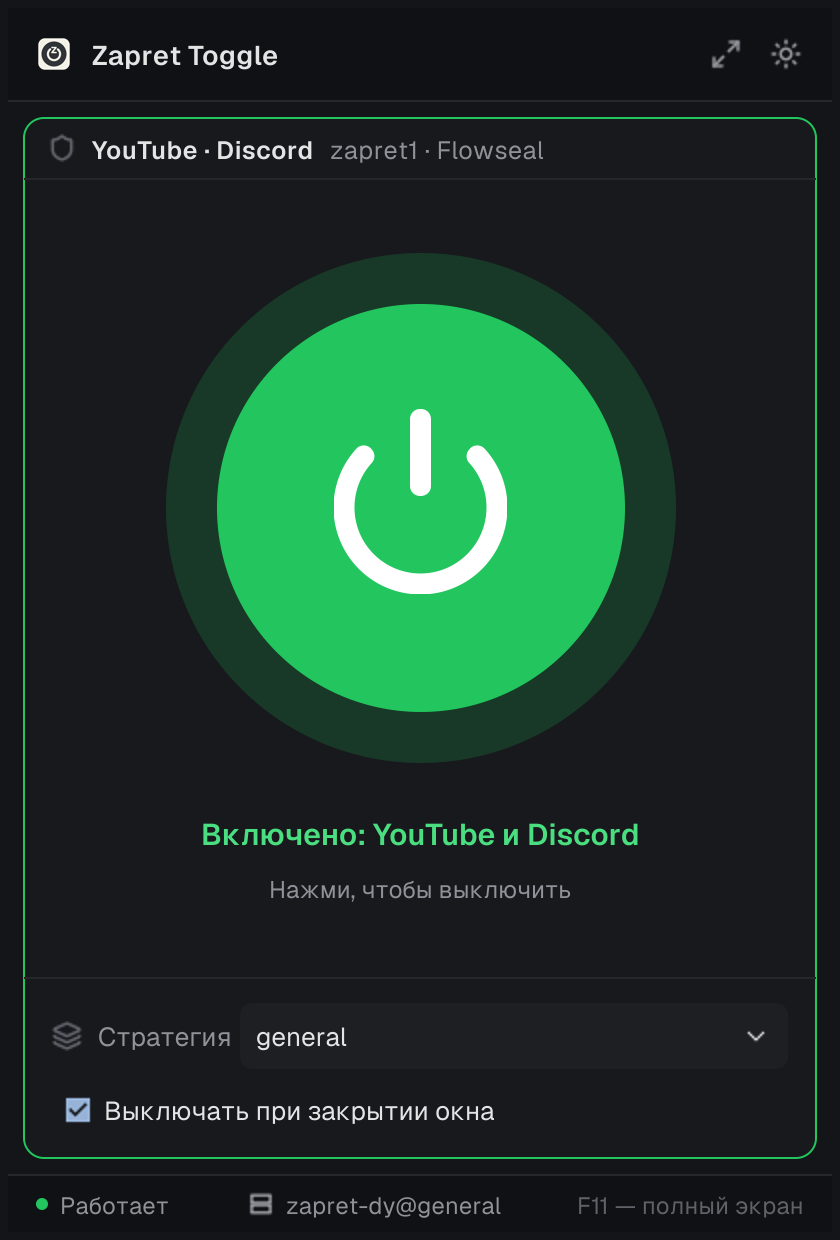 Zapret Toggle
YouTube · Discord zapret1 · Flowseal
Включено: YouTube и Discord
Нажми, чтобы выключить
Стратегия general
Выключать при закрытии окна
Работает zapret-dy@general F11 — полный экран